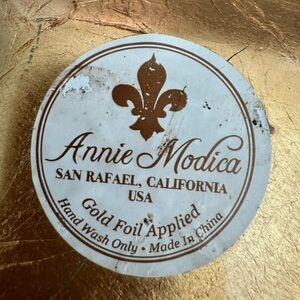 Annie Modica
SAN RAFAEL, CALIFORNIA
USA
Gold Foil Applied
Hand Wash Only • Made In China